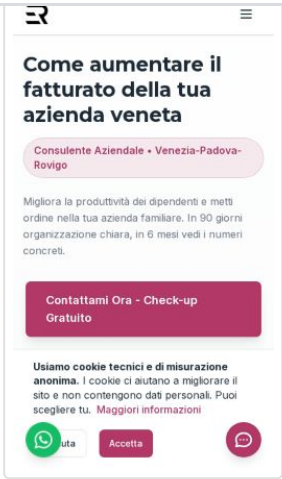 ER
Come aumentare il
fatturato della tua
azienda veneta
Consulente Aziendale • Venezia-Padova-
Rovigo
Migliora la produttività dei dipendenti e metti
ordine nella tua azienda familiare. In 90 giorni
organizzazione chiara, in 6 mesi vedi i numeri
concreti.
Contattami Ora - Check-up
Gratuito
Usiamo cookie tecnici e di misurazione
anonima. I cookie ci aiutano a migliorare il
sito e non contengono dati personali. Puoi
scegliere tu. Maggiori informazioni
uta Accetta